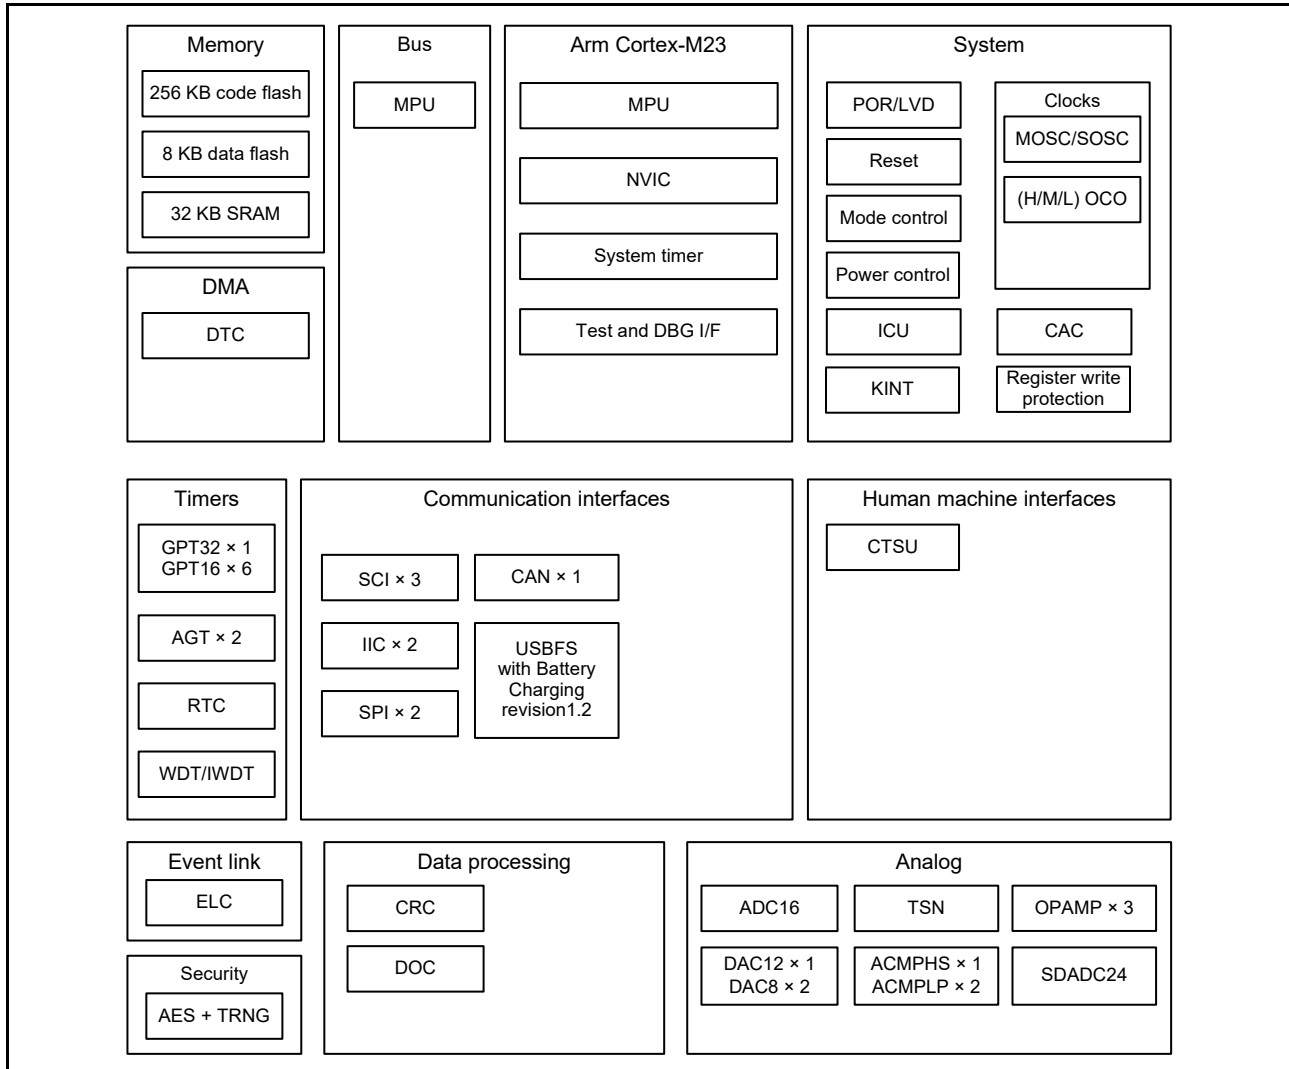 Memory
256 KB code flash
8 KB data flash
32 KB SRAM
DMA
DTC
Bus
MPU
Arm Cortex-M23
MPU
NVIC
System timer
Test and DBG I/F
System
POR/LVD
Reset
Mode control
Power control
ICU
KINT
Clocks
MOSC/SOSC
(H/M/L) OCO
CAC
Register write
protection
Timers
GPT32 × 1
GPT16 × 6
AGT × 2
RTC
WDT/IWDT
Communication interfaces
SCI × 3
IIC × 2
SPI × 2
CAN × 1
USBFS
with Battery
Charging
revision1.2
Human machine interfaces
CTSU
Event link
ELC
Security
AES + TRNG
Data processing
CRC
DOC
Analog
ADC16
TSN
OPAMP × 3
DAC12 × 1
DAC8 × 2
ACMPHS × 1
ACMPLP × 2
SDADC24